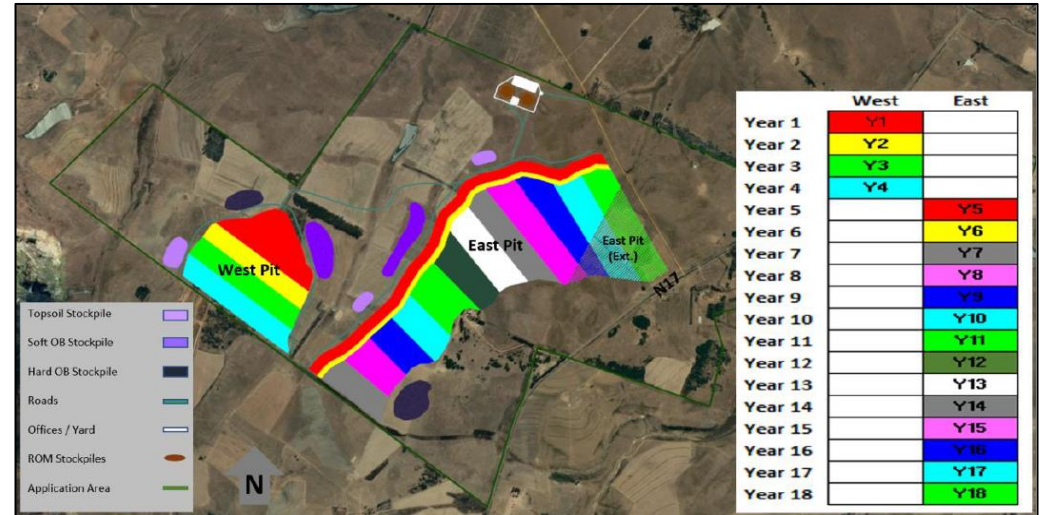 West Pit
East Pit
East Pit
(Ext.)
N17
N
Topsoil Stockpile
Soft OB Stockpile
Hard OB Stockpile
Roads
Offices / Yard
ROM Stockpiles
Application Area
West East
Year 1 Y1
Year 2 Y2
Year 3 Y3
Year 4 Y4
Year 5 Y5
Year 6 Y6
Year 7 Y7
Year 8 Y8
Year 9 Y9
Year 10 Y10
Year 11 Y11
Year 12 Y12
Year 13 Y13
Year 14 Y14
Year 15 Y15
Year 16 Y16
Year 17 Y17
Year 18 Y18